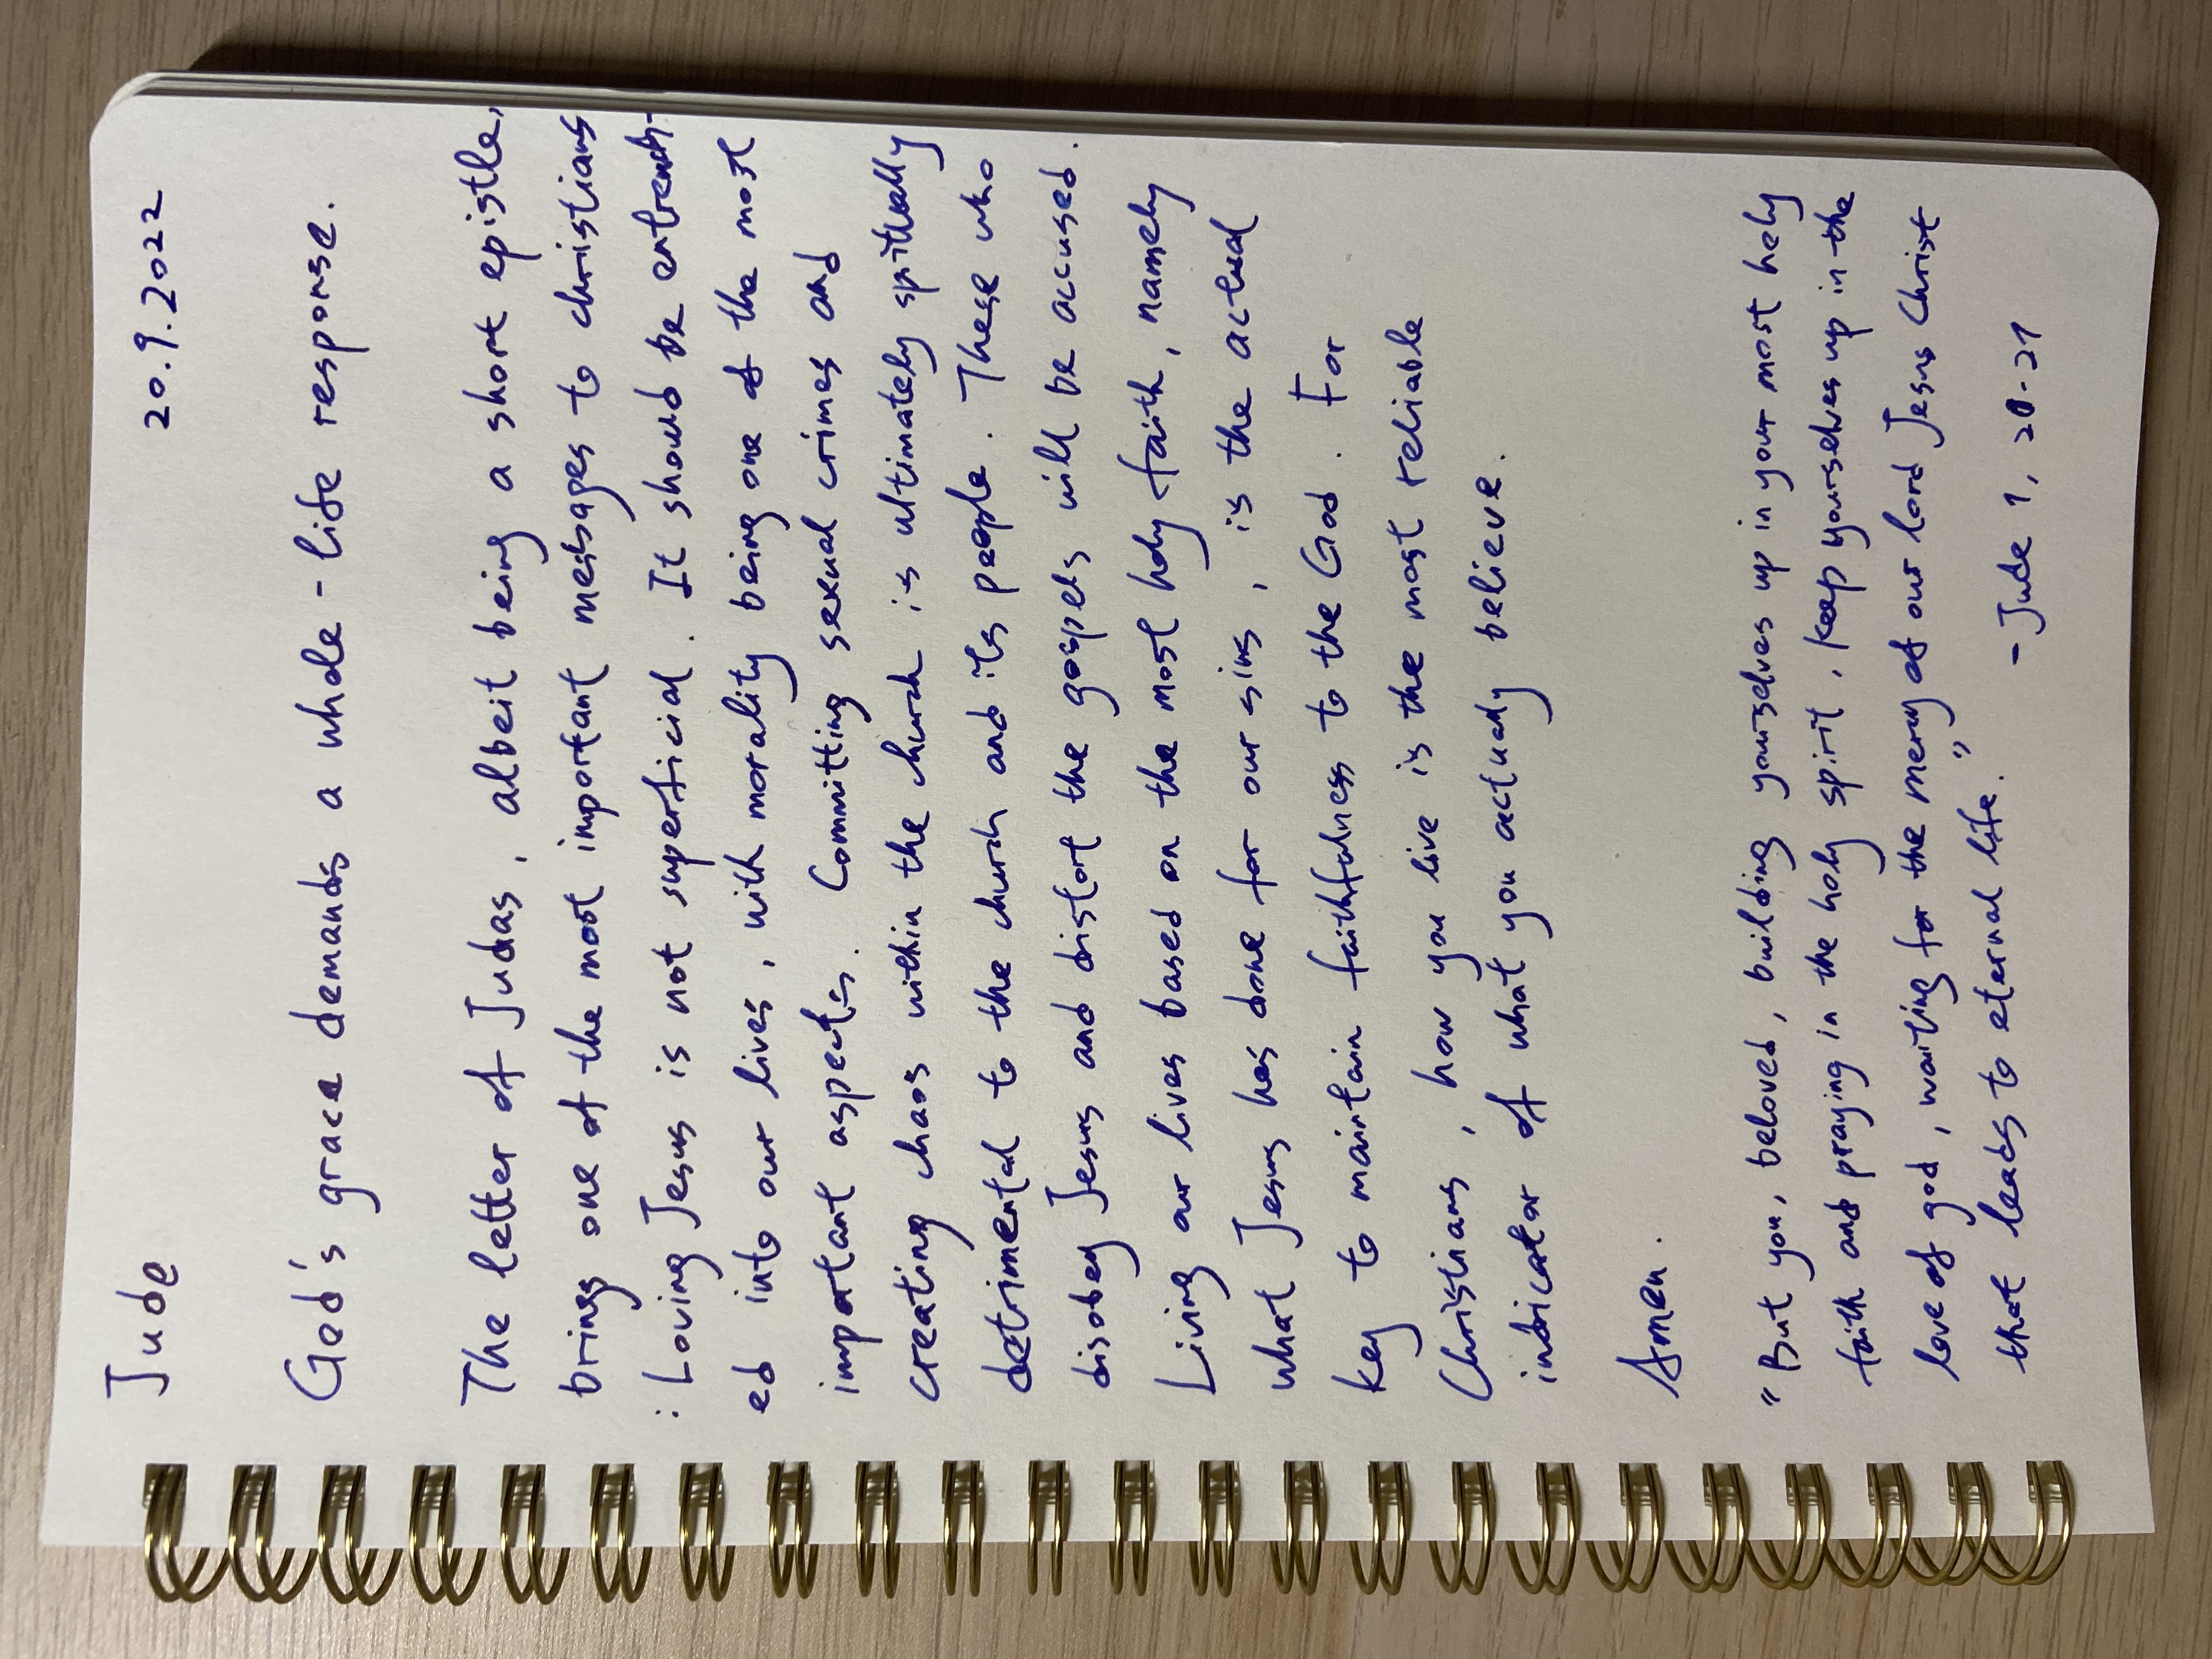 Jude
20.9.2022
God's grace demands a whole-life response.
The letter of Judas, albeit being a short epistle,
brings one of the most important messages to christians
: Loving Jesus is not superficial. It should be entrench-
ed into our lives, with morality being one of the most
important aspects. Committing sexual crimes and
creating chaos within the church is ultimately spritually
detrimental to the church and its people. These who
disobey Jesus and distort the gospels will be accused.
Living our lives based on the most holy faith, namely
what Jesus has done for our sins, is the actual
key to maintain faithfulness to the God. For
Christians, how you live is the most reliable
indicator of what you actually believe.
Amen.
"But you, beloved, building yourselves up in your most holy
faith and praying in the holy spirit, keep yourselves up in the
love of god, waiting for the mercy of our lord Jesus Christ
that leads to eternal life."
- Jude 1, 20-21